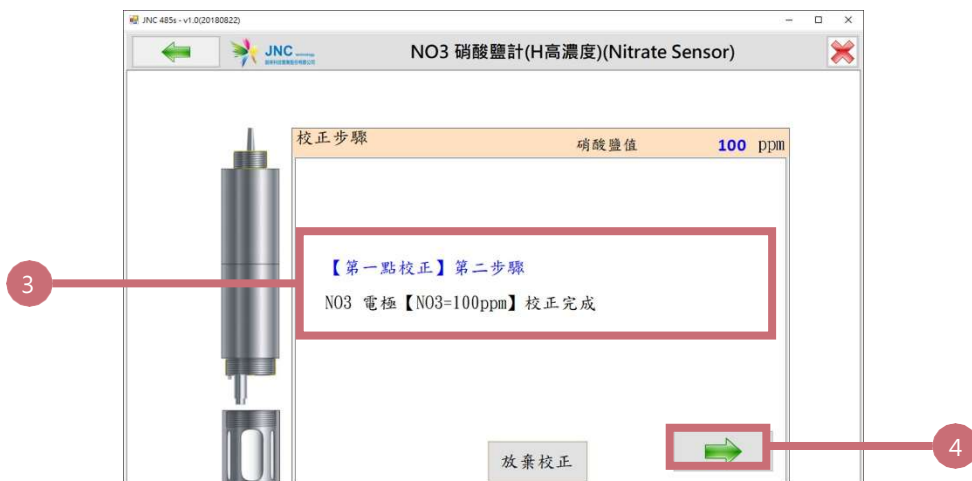 JNC 485s - v1.0(20180822)
JNC
NO3 硝酸鹽計(H高濃度)(Nitrate Sensor)
校正步驟 硝酸鹽值 100 ppm
【第一點校正】第二步驟
3
NO3 電極【NO3=100ppm】校正完成
放棄校正
4